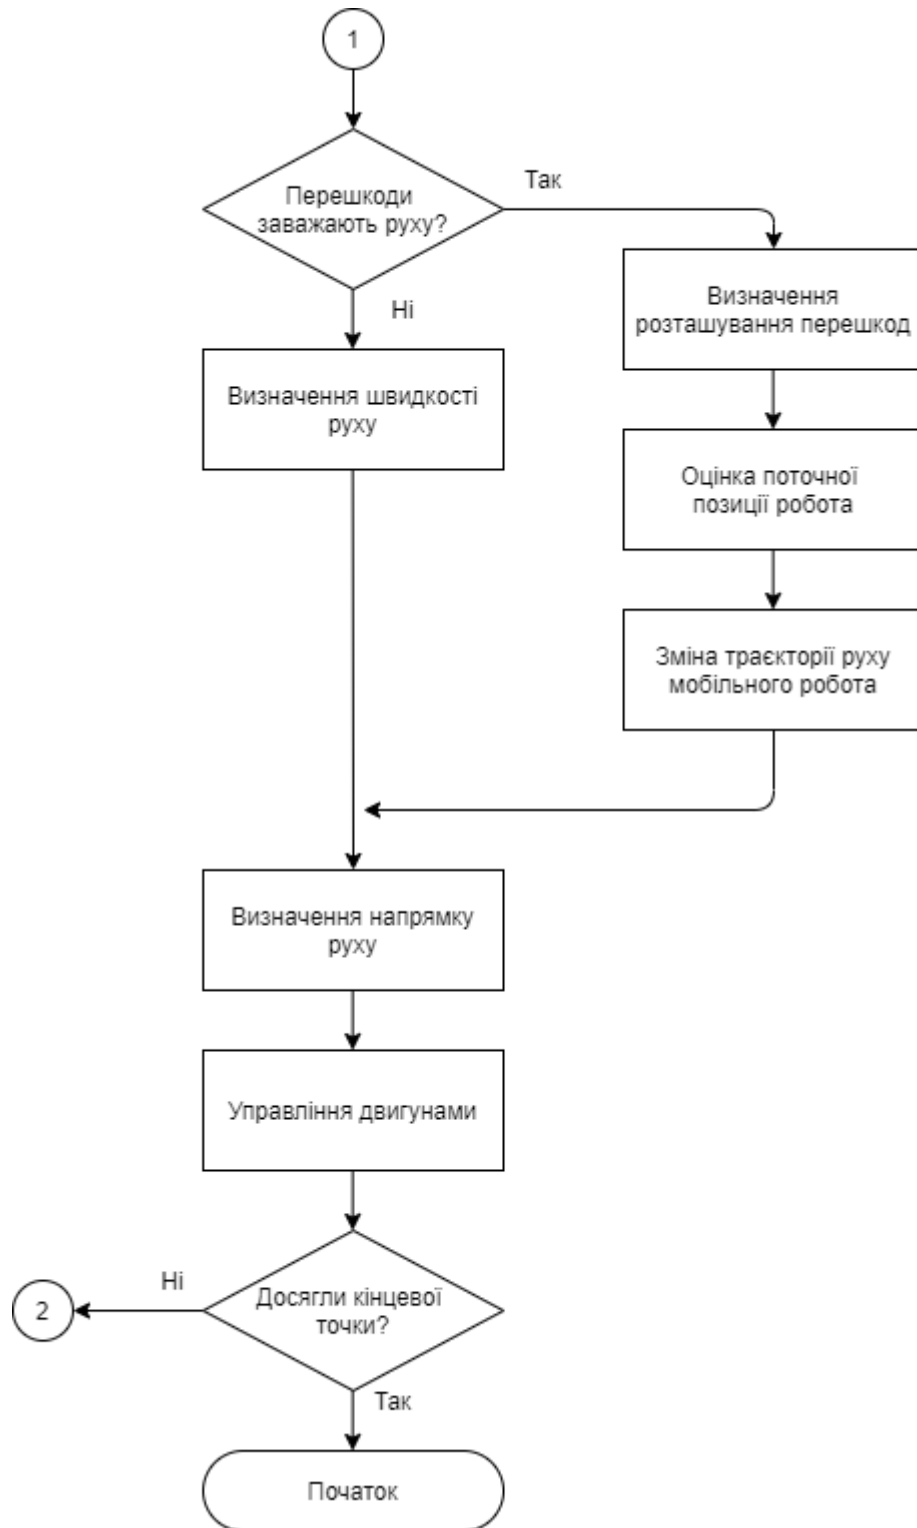 1
Перешкоди
заважають руху?
Так
Ні
Визначення
розташування перешкод
Визначення швидкості
руху
Оцінка поточної
позиції робота
Зміна траєкторії руху
мобільного робота
Визначення напрямку
руху
Управління двигунами
Досягли кінцевої
точки?
Ні
2
Так
Початок